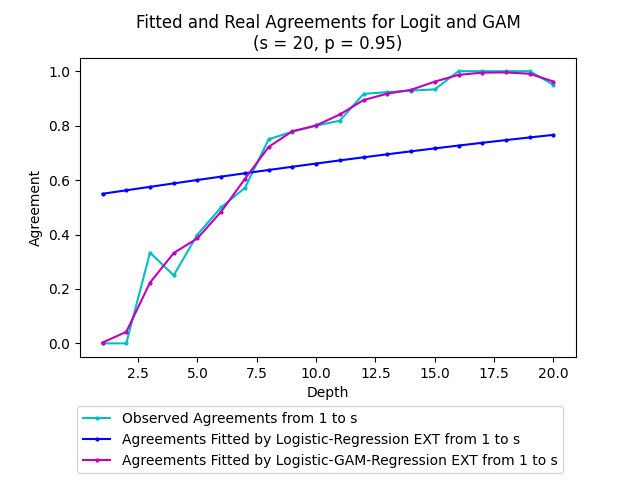 Fitted and Real Agreements for Logit and GAM
(s = 20, p = 0.95)
1.0
0.8
0.6
0.4
0.2
0.0
Agreement
2.5 5.0 7.5 10.0 12.5 15.0 17.5 20.0
Depth
Observed Agreements from 1 to s
Agreements Fitted by Logistic-Regression EXT from 1 to s
Agreements Fitted by Logistic-GAM-Regression EXT from 1 to s